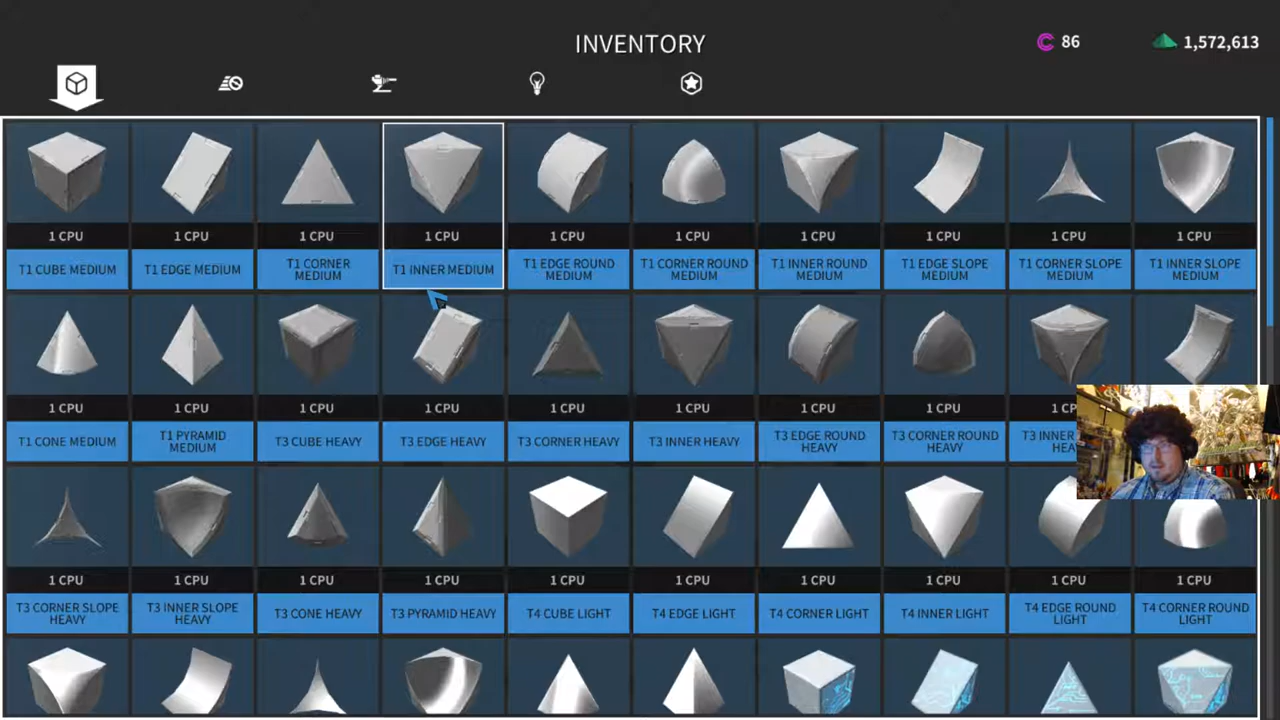 INVENTORY
86
1,572,613
1 CPU
1 CPU
1 CPU
1 CPU
1 CPU
1 CPU
1 CPU
1 CPU
1 CPU
1 CPU
T1 CUBE MEDIUM
T1 EDGE MEDIUM
T1 CORNER
MEDIUM
T1 INNER MEDIUM
T1 EDGE ROUND
MEDIUM
T1 CORNER ROUND
MEDIUM
T1 INNER ROUND
MEDIUM
T1 EDGE SLOPE
MEDIUM
T1 CORNER SLOPE
MEDIUM
T1 INNER SLOPE
MEDIUM
1 CPU
1 CPU
1 CPU
1 CPU
1 CPU
1 CPU
1 CPU
1 CPU
1 CP
T1 CONE MEDIUM
T1 PYRAMID
MEDIUM
T3 CUBE HEAVY
T3 EDGE HEAVY
T3 CORNER HEAVY
T3 INNER HEAVY
T3 EDGE ROUND
HEAVY
T3 CORNER ROUND
HEAVY
T3 INNER
HEA
1 CPU
1 CPU
1 CPU
1 CPU
1 CPU
1 CPU
1 CPU
1 CPU
1 CPU
1 CPU
T3 CORNER SLOPE
HEAVY
T3 INNER SLOPE
HEAVY
T3 CONE HEAVY
T3 PYRAMID HEAVY
T4 CUBE LIGHT
T4 EDGE LIGHT
T4 CORNER LIGHT
T4 INNER LIGHT
T4 EDGE ROUND
LIGHT
T4 CORNER ROUND
LIGHT